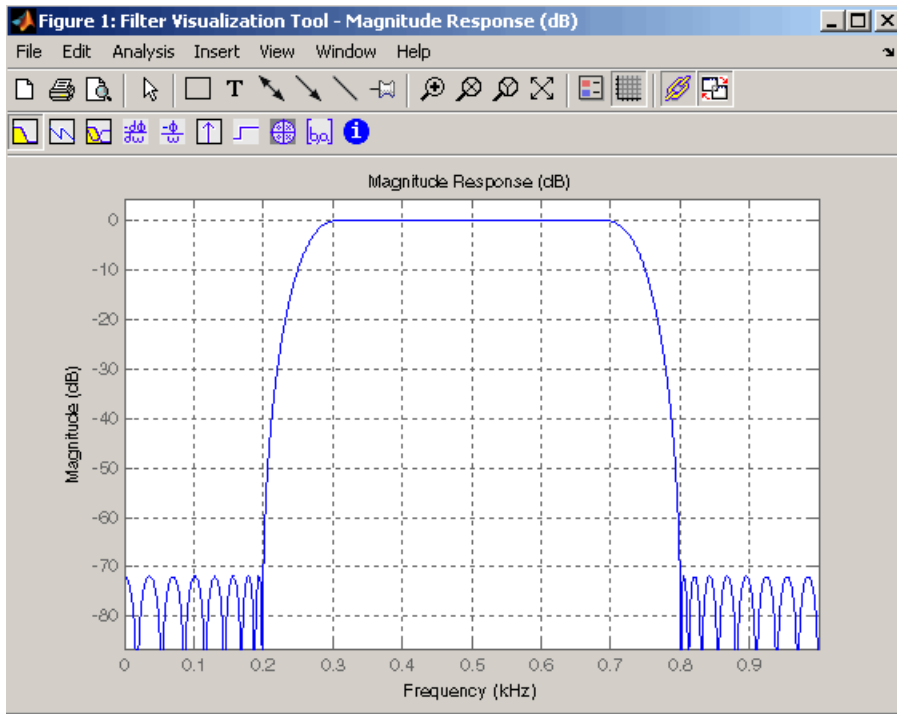 Figure 1: Filter Visualization Tool - Magnitude Response (dB)
File Edit Analysis Insert View Window Help
T
[b,a]
i
Magnitude Response (dB)
0
-10
-20
-30
-40
-50
-60
-70
-80
Magnitude (dB)
0 0.1 0.2 0.3 0.4 0.5 0.6 0.7 0.8 0.9
Frequency (kHz)